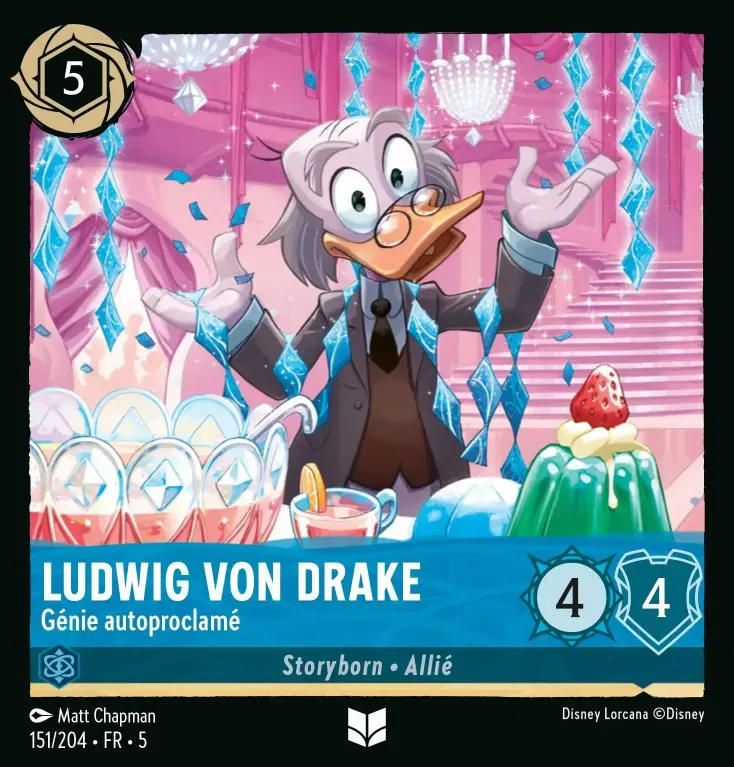 5
LUDWIG VON DRAKE
Génie autoproclamé
4 4
Storyborn • Allié
Matt Chapman
Disney Lorcana ©Disney
151/204 • FR • 5